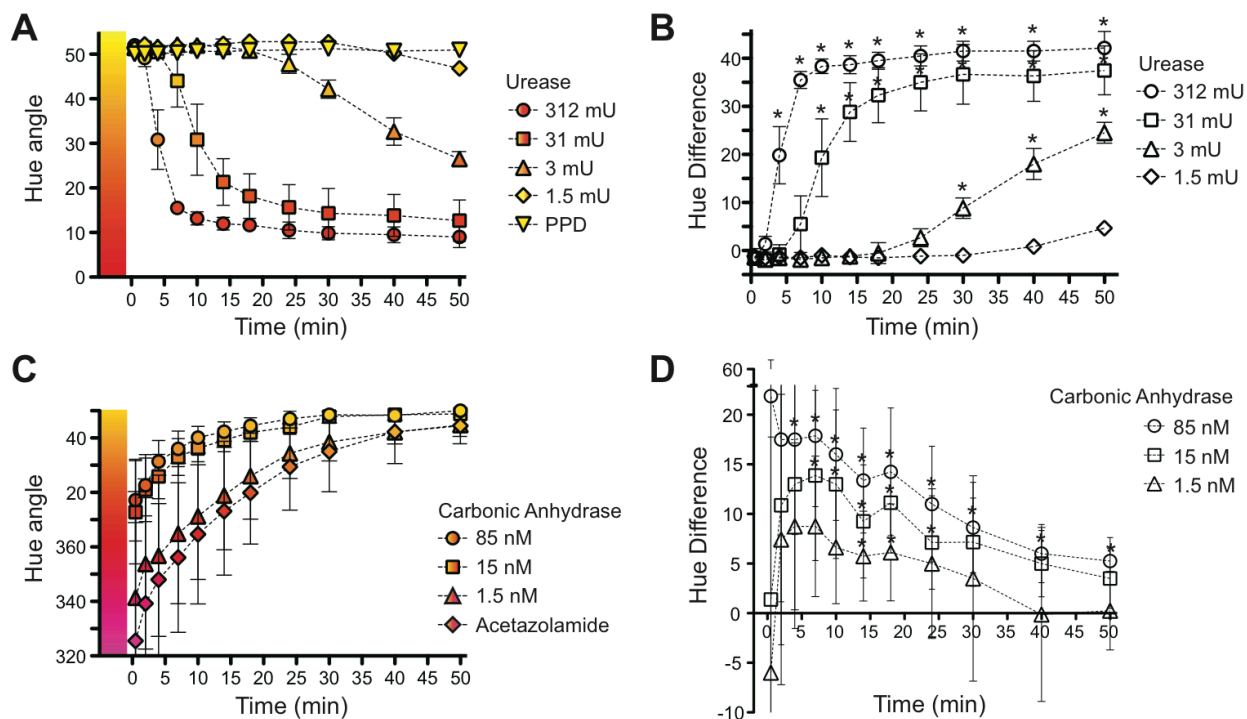 A
Hue angle
50
40
30
20
10
0
0 5 10 15 20 25 30 35 40 45 50
Time (min)
Urease
312 mU
31 mU
3 mU
1.5 mU
PPD
B
Hue Difference
40
30
20
40
30
20
10
0
0 5 10 15 20 25 30 35 40 45 50
Time (min)
Urease
312 mU
31 mU
3 mU
1.5 mU
* * * * * * * * * *
* * * * * *
* * *
C
Hue angle
40
20
360
340
320
0 5 10 15 20 25 30 35 40 45 50
Time (min)
Carbonic Anhydrase
85 nM
15 nM
1.5 nM
Acetazolamide
D
Hue Difference
60
20
15
10
5
0
-5
-10
0 5 10 15 20 25 30 35 40 45 50
Time (min)
Carbonic Anhydrase
85 nM
15 nM
1.5 nM
* * * * * * * * *
* * * * *
* *